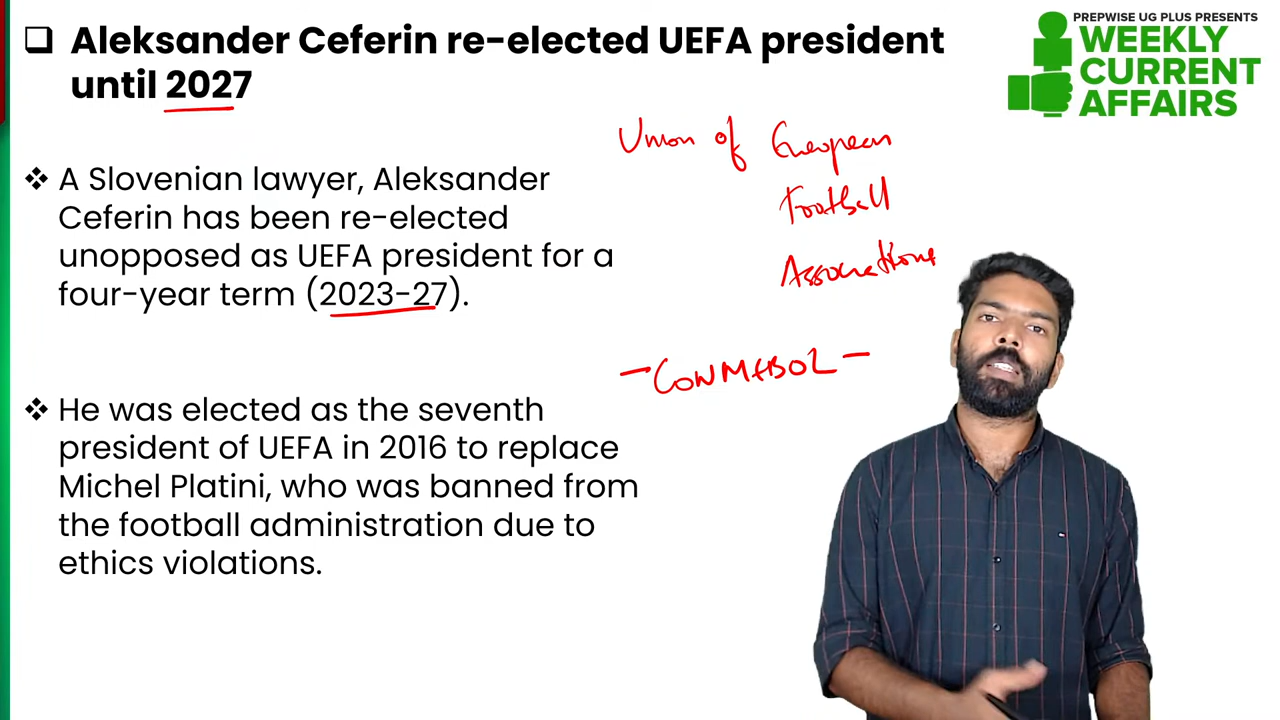 Aleksander Ceferin re-elected UEFA president
until 2027
PREPWISE UG PLUS PRESENTS
WEEKLY
CURRENT
AFFAIRS
A Slovenian lawyer, Aleksander
Ceferin has been re-elected
unopposed as UEFA president for a
four-year term (2023-27).
He was elected as the seventh
president of UEFA in 2016 to replace
Michel Platini, who was banned from
the football administration due to
ethics violations.
Union of European
Football
Associations
- CONMEBOL -